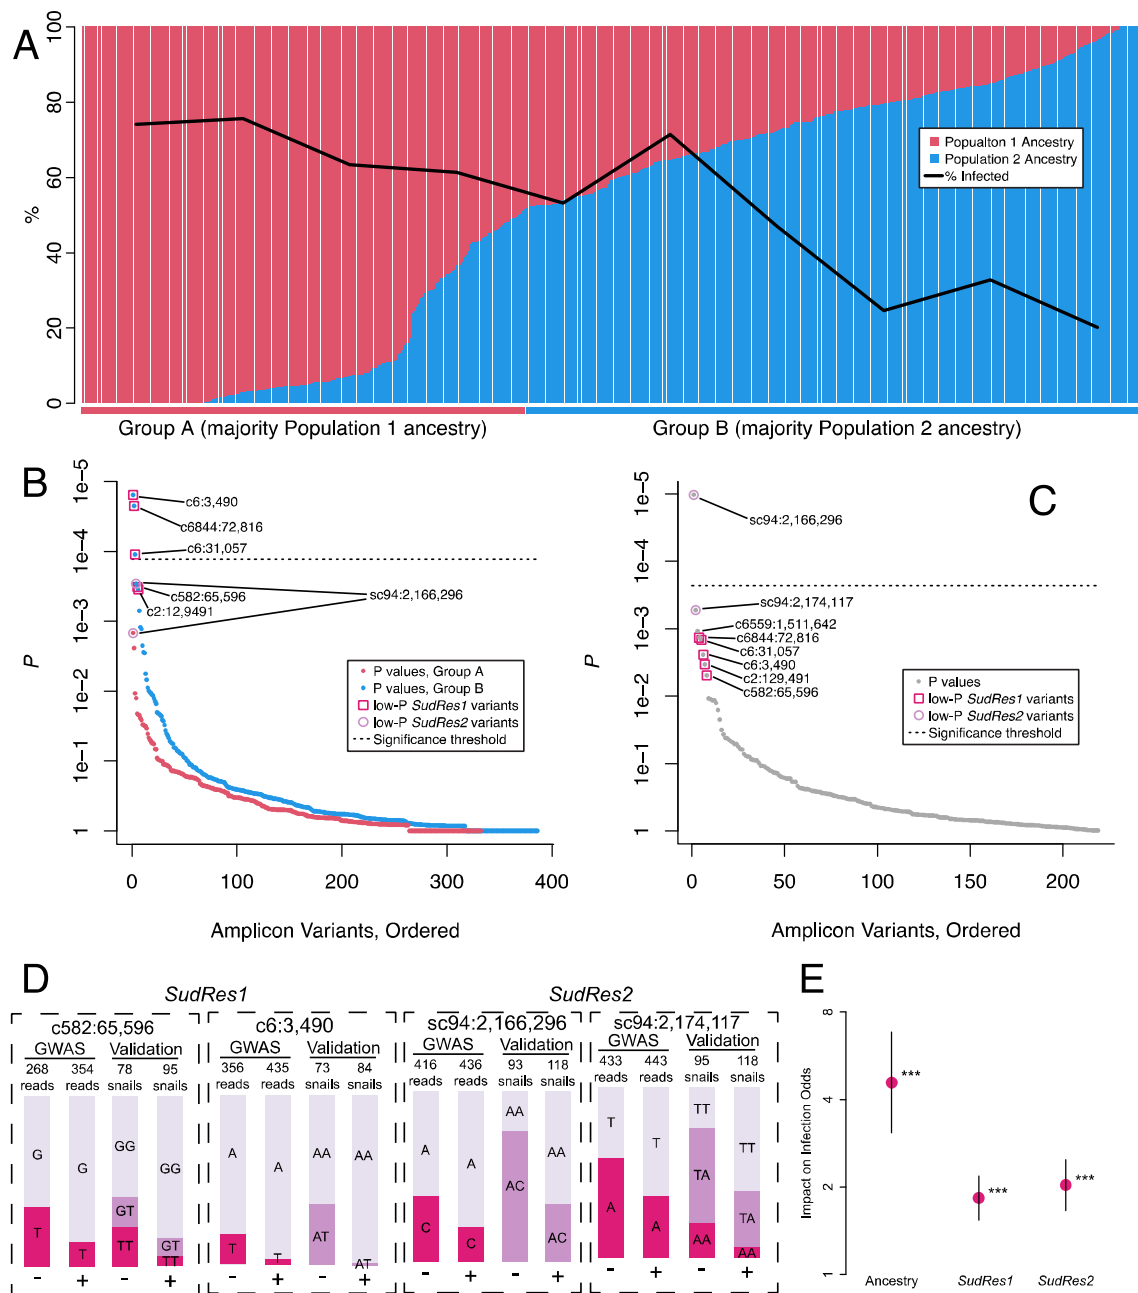 A
100
80
60
40
20
0
%
Populaiton 1 Ancestry
Population 2 Ancestry
% Infected
Group A (majority Population 1 ancestry)
Group B (majority Population 2 ancestry)
B
1e−5
1e−4
1e−3
1e−2
1e−1
1
P
c6:3,490
c6844:72,816
c6:31,057
c582:65,596
c2:12,9491
sc94:2,166,296
P values, Group A
P values, Group B
low-P SudRes1 variants
low-P SudRes2 variants
Significance threshold
0 100 200 300 400
Amplicon Variants, Ordered
C
1e−5
1e−4
1e−3
1e−2
1e−1
1
P
sc94:2,166,296
sc94:2,174,117
c6559:1,511,642
c6844:72,816
c6:31,057
c6:3,490
c2:129,491
c582:65,596
P values
low-P SudRes1 variants
low-P SudRes2 variants
Significance threshold
0 50 100 150 200
Amplicon Variants, Ordered
D
SudRes1
SudRes2
c582:65,596
GWAS Validation
268 354 78 95
reads reads snails snails
G G GG GG
T T GT TT GT TT
- + - +
c6:3,490
GWAS Validation
356 435 73 84
reads reads snails snails
A A AA AA
T T AT AT
- + - +
sc94:2,166,296
GWAS Validation
416 436 93 118
reads reads snails snails
A A AA AA
C C AC AC
- + - +
sc94:2,174,117
GWAS Validation
433 443 95 118
reads reads snails snails
T T TT TT
A A TA AA TA AA
- + - +
E
8
4
2
1
Impact on Infection Odds
***
***
***
Ancestry SudRes1 SudRes2